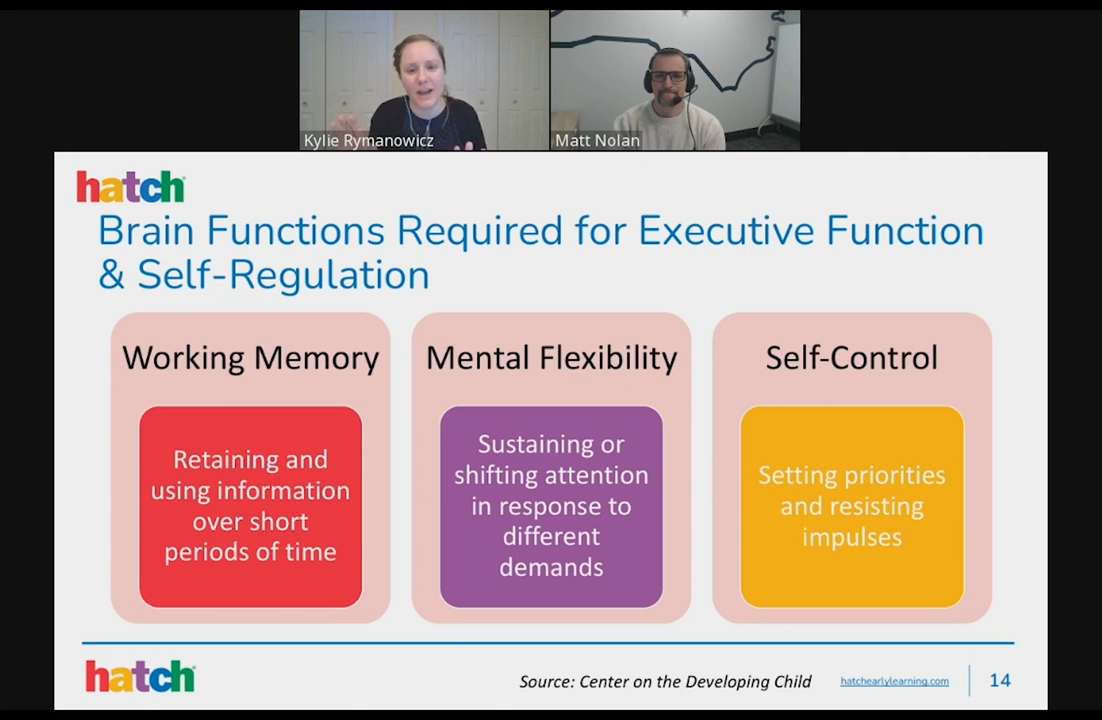 Kylie Rymanowicz
Matt Nolan
hatch
Brain Functions Required for Executive Function
& Self-Regulation
Working Memory
Retaining and
using information
over short
periods of time
Mental Flexibility
Sustaining or
shifting attention
in response to
different
demands
Self-Control
Setting priorities
and resisting
impulses
hatch
Source: Center on the Developing Child
hatchearlylearning.com
14